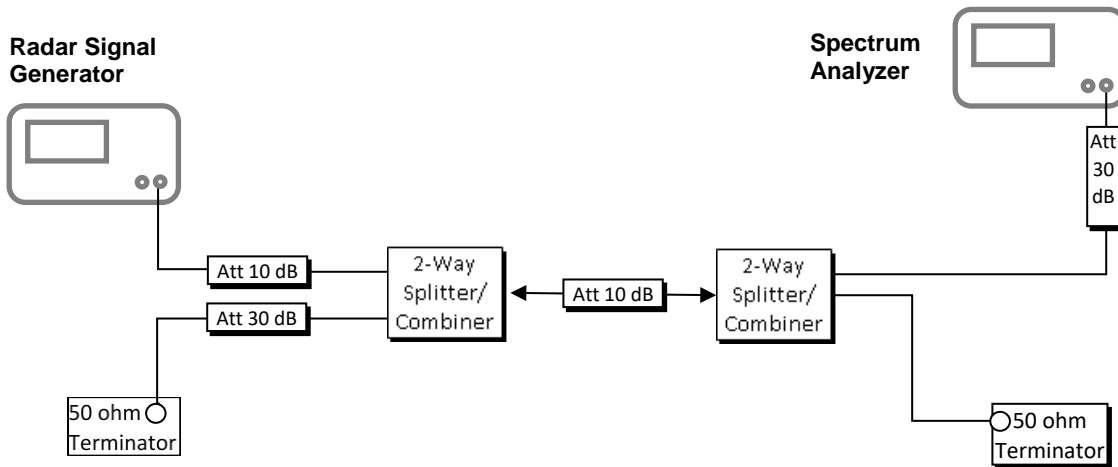 Radar Signal
Generator
Spectrum
Analyzer
Att
30
dB
Att 10 dB
Att 30 dB
2-Way
Splitter/
Combiner
Att 10 dB
2-Way
Splitter/
Combiner
50 ohm
Terminator
50 ohm
Terminator